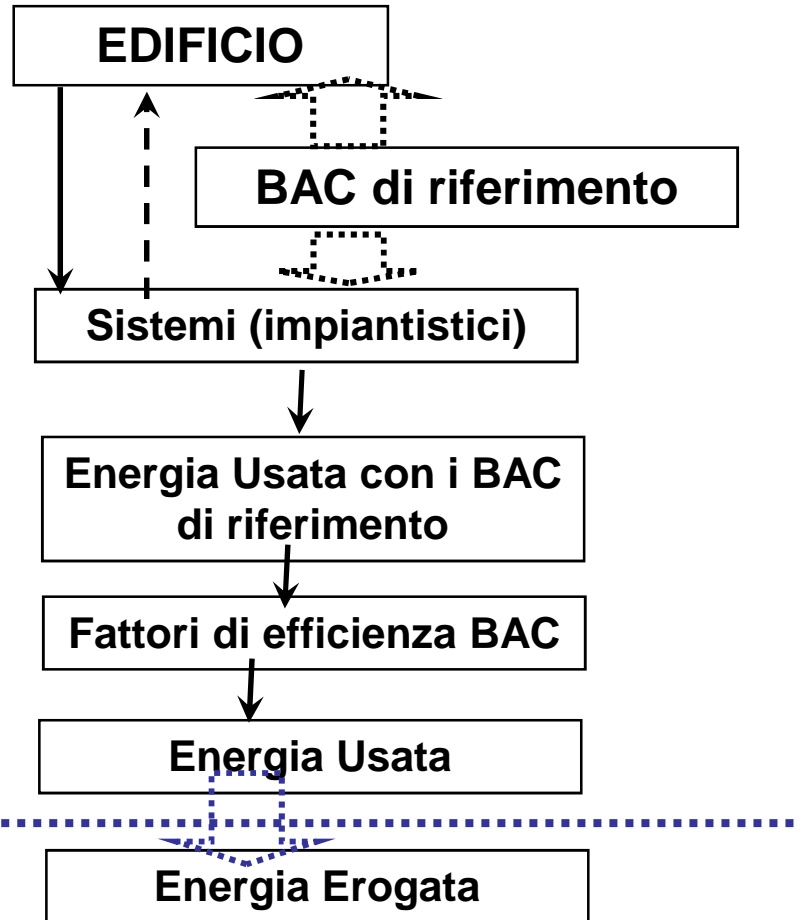 EDIFICIO
BAC di riferimento
Sistemi (impiantistici)
Energia Usata con i BAC
di riferimento
Fattori di efficienza BAC
Energia Usata
Energia Erogata